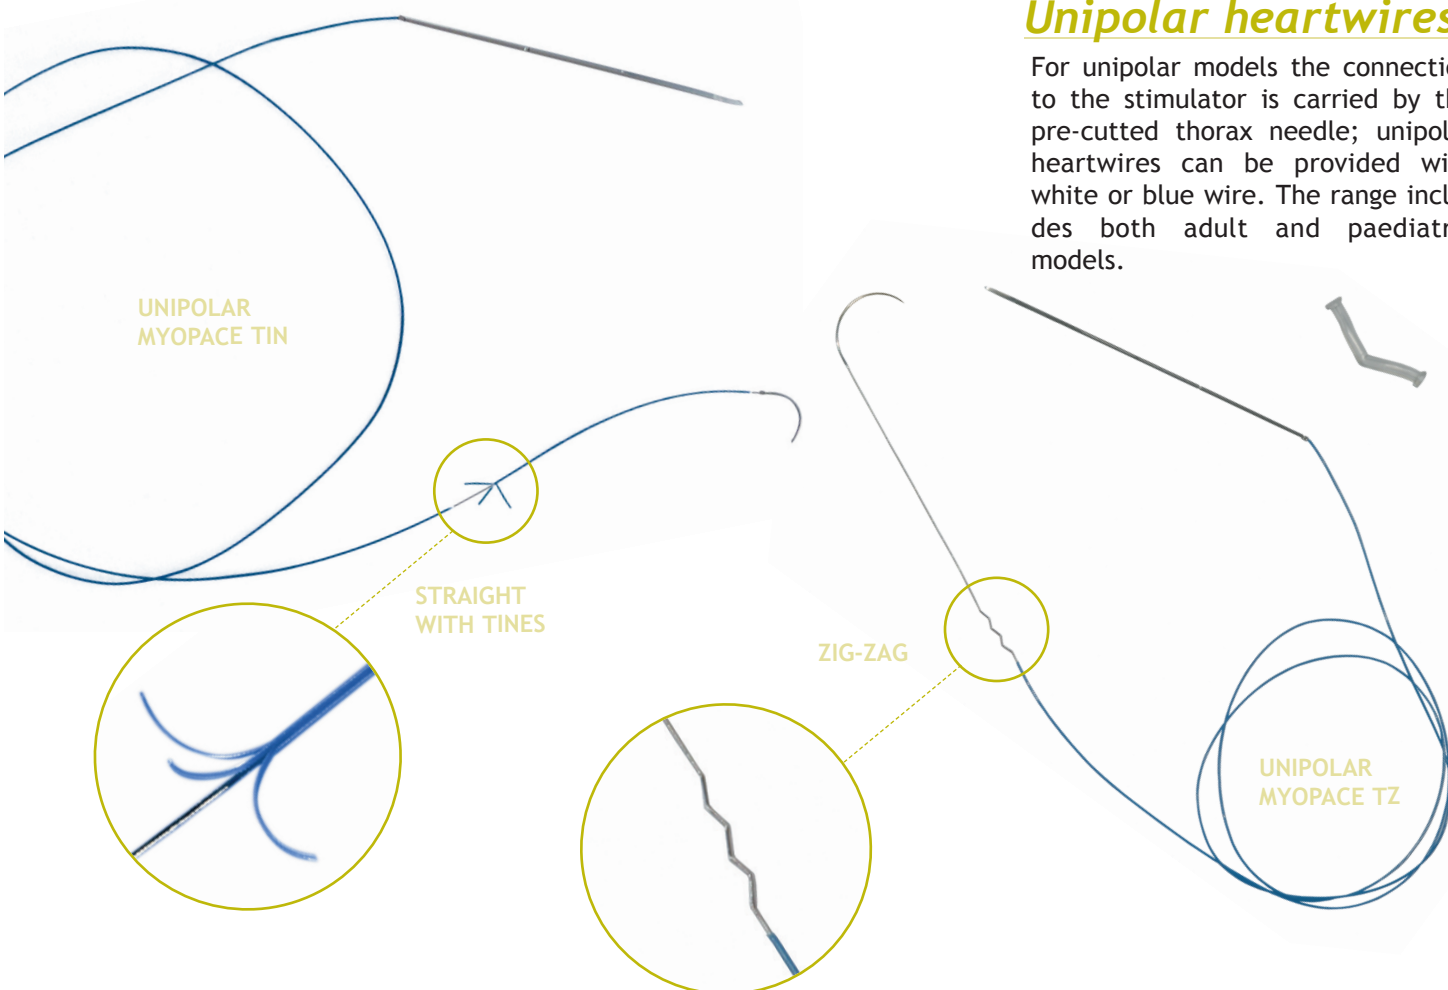 Unipolar heartwires
For unipolar models the connectio
to the stimulator is carried by th
pre-cutted thorax needle; unipol
heartwires can be provided wi
white or blue wire. The range incl
des both adult and paediatr
models.
UNIPOLAR
MYOPACE TIN
STRAIGHT
WITH TINES
ZIG-ZAG
UNIPOLAR
MYOPACE TZ